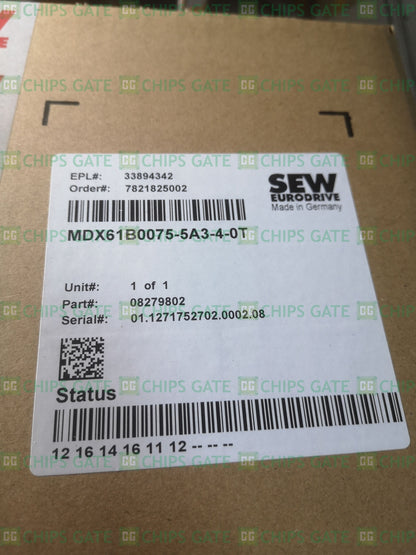 EPL#: 33894342
Order#: 7821825002
SEW
EURODRIVE
Made in Germany
MDX61B0075-5A3-4-0T
Unit#: 1 of 1
Part#: 08279802
Serial#: 01.1271752702.0002.08
Status
12 16 14 16 11 12 -- -- --
CHIPS GATE